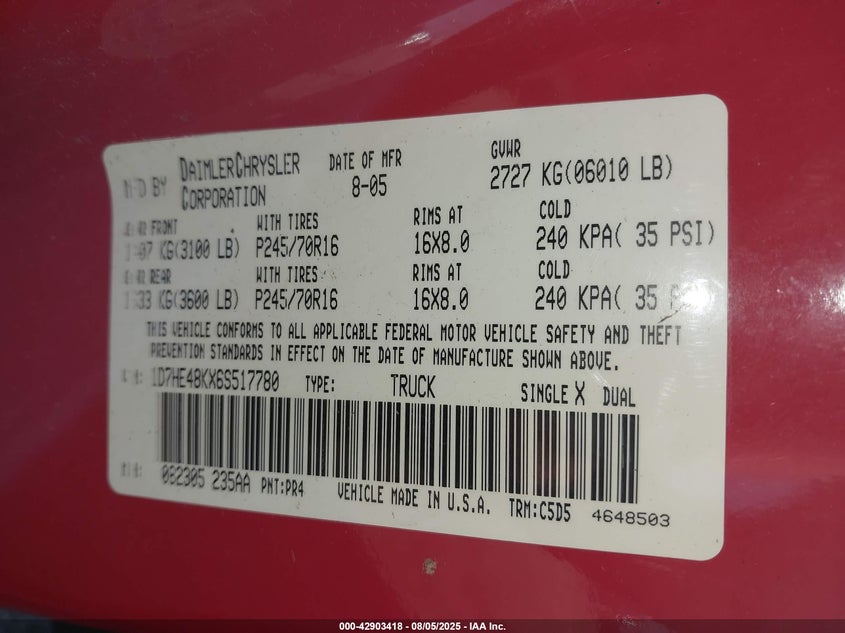 BY DAIMLERCHRYSLER CORPORATION
DATE OF MFR 8-05
GVWR 2727 KG(06010 LB)
FRONT WITH TIRES RIMS AT COLD
KG(3100 LB) P245/70R16 16X8.0 240 KPA( 35 PSI)
REAR WITH TIRES RIMS AT COLD
KG(3600 LB) P245/70R16 16X8.0 240 KPA( 35
THIS VEHICLE CONFORMS TO ALL APPLICABLE FEDERAL MOTOR VEHICLE SAFETY AND THEFT
PREVENTION STANDARDS IN EFFECT ON THE DATE OF MANUFACTURE SHOWN ABOVE.
1D7HE48KX6S517780 TYPE: TRUCK SINGLE X DUAL
082305 235AA PNT:PR4 VEHICLE MADE IN U.S.A. TRM:C5D5 4648503
000-42903418 - 08/05/2025 - IAA Inc.